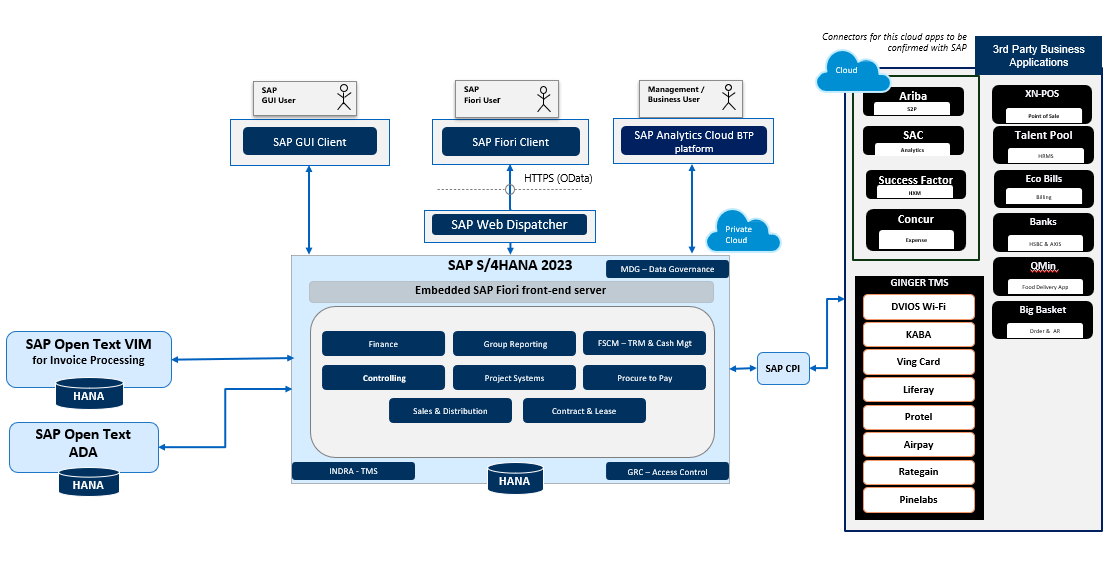 Connectors for this cloud apps to be
confirmed with SAP
3rd Party Business
Applications
Cloud
SAP
GUI User
SAP
Fiori User
Management /
Business User
SAP GUI Client
SAP Fiori Client
SAP Analytics Cloud BTP
platform
HTTPS (OData)
SAP Web Dispatcher
Private
Cloud
SAP S/4HANA 2023
MDG – Data Governance
Embedded SAP Fiori front-end server
Finance
Group Reporting
FSCM – TRM & Cash Mgt
Controlling
Project Systems
Procure to Pay
Sales & Distribution
Contract & Lease
INDRA - TMS
HANA
GRC – Access Control
SAP Open Text VIM
for Invoice Processing
HANA
SAP Open Text
ADA
HANA
SAP CPI
Ariba
S2P
SAC
Analytics
Success Factor
HXM
Concur
Expense
GINGER TMS
DVIOS Wi-Fi
KABA
Ving Card
Liferay
Protel
Airpay
Rategain
Pinelabs
XN-POS
Point of Sale
Talent Pool
HRMS
Eco Bills
Billing
Banks
HSBC & AXIS
QMin
Food Delivery App
Big Basket
Order & AR